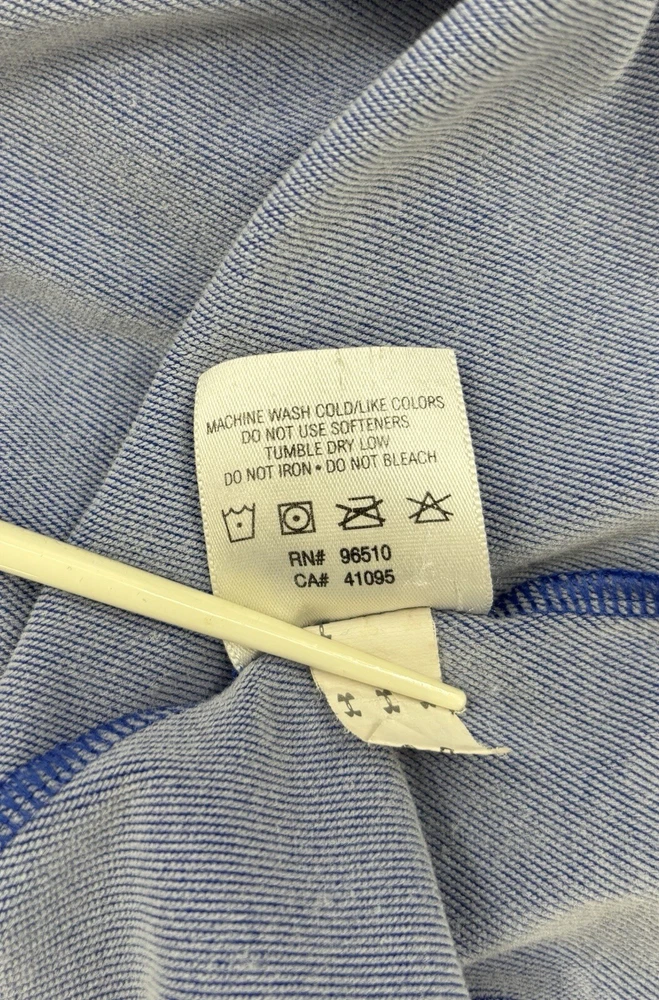 MACHINE WASH COLD/LIKE COLORS
DO NOT USE SOFTENERS
TUMBLE DRY LOW
DO NOT IRON • DO NOT BLEACH
RN# 96510
CA# 41095